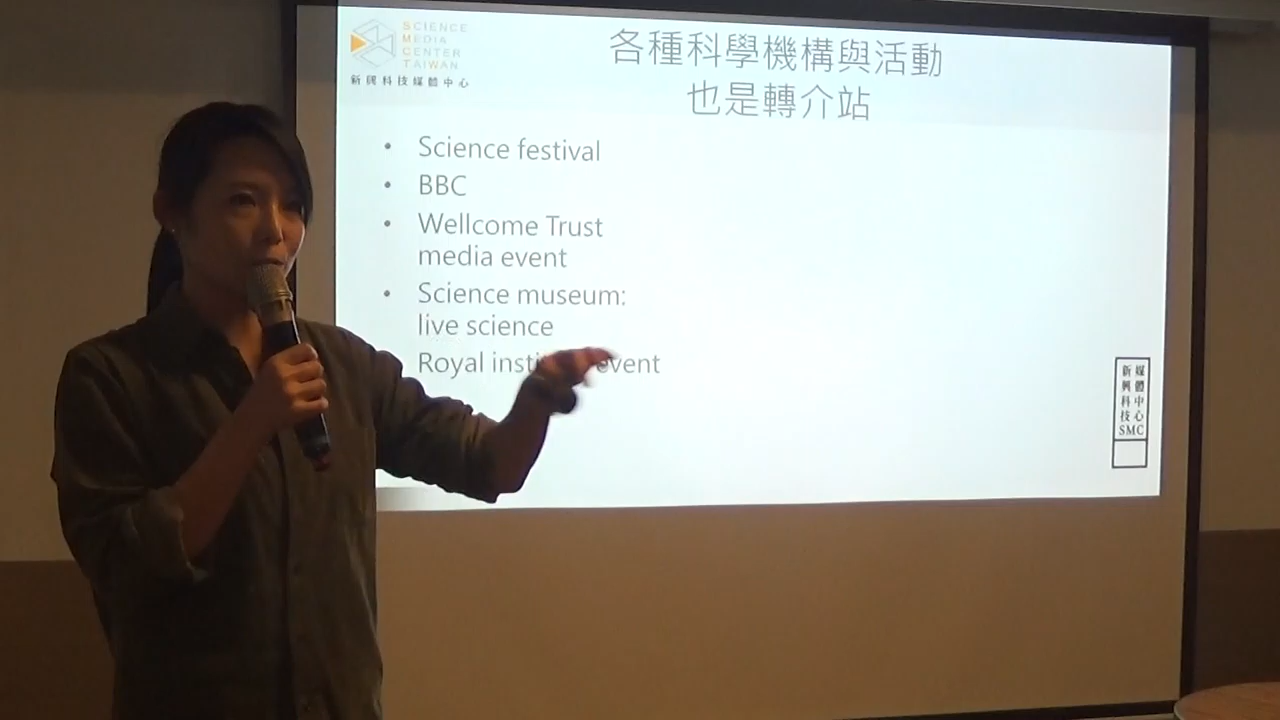 SCIENCE
MEDIA
CENTER
TAIWAN
新興科技媒體中心
各種科學機構與活動
也是轉介站
• Science festival
• BBC
• Wellcome Trust
media event
• Science museum:
live science
Royal insti event
新興科技
媒體中心
SMC